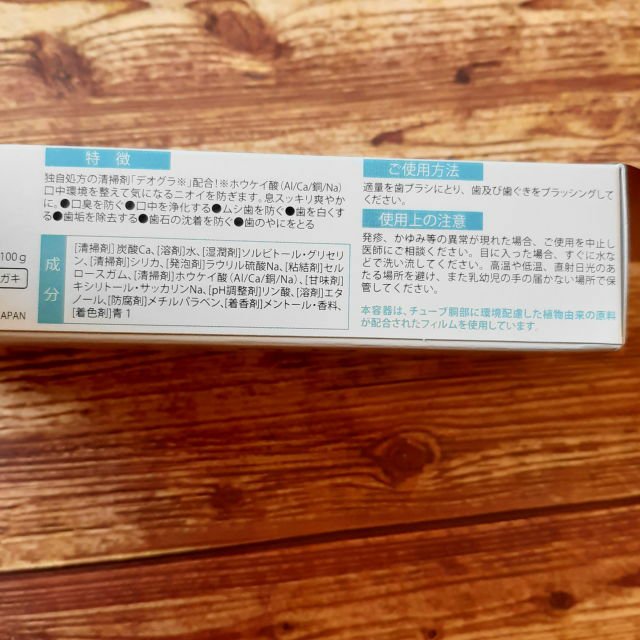 特徴
独自処方の清掃剤「デオグラ※」配合!※ホウケイ酸(Al/Ca/銅/Na)
口中環境を整えて気になるニオイを防ぎます。息スッキリ爽やか
に。●口臭を防ぐ●口中を浄化する●ムシ歯を防ぐ●歯を白くす
る●歯垢を除去する●歯石の沈着を防ぐ●歯のやにをとる
100g
ガキ
JAPAN
成分
[清掃剤]炭酸Ca、[溶剤]水、[湿潤剤]ソルビトール・グリセリ
ン、[清掃剤]シリカ、[発泡剤]ラウリル硫酸Na、[粘結剤]セル
ロースガム、[清掃剤]ホウケイ酸(Al/Ca/銅/Na)、[甘味剤]
キシリトール・サッカリンNa、[pH調整剤]リン酸、[溶剤]エタ
ノール、[防腐剤]メチルパラベン、[着香剤]メントール・香料、
[着色剤]青1
ご使用方法
適量を歯ブラシにとり、歯及び歯ぐきをブラッシングして
ください。
使用上の注意
発疹、かゆみ等の異常が現れた場合、ご使用を中止し
医師にご相談ください。目に入った場合、すぐに水な
どで洗い流してください。高温や低温、直射日光のあ
たる場所を避け、また乳幼児の手の届かない場所で保
管してください。
本容器は、チューブ胴部に環境配慮した植物由来の原料
が配合されたフィルムを使用しています。